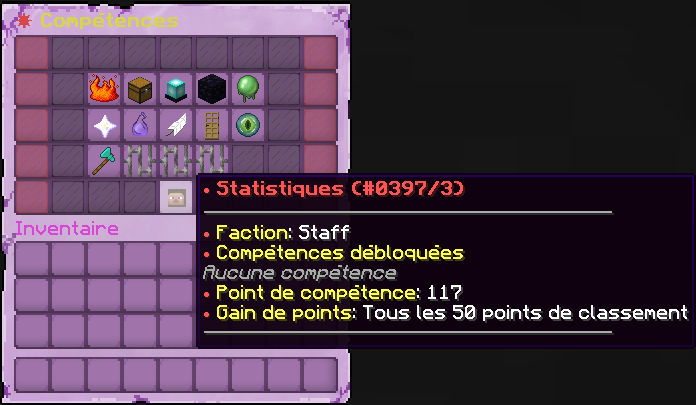 Compétences
Statistiques (#0397/3)
Faction: Staff
Compétences débloquées
Aucune compétence
Point de compétence: 117
Gain de points: Tous les 50 points de classement
Inventaire